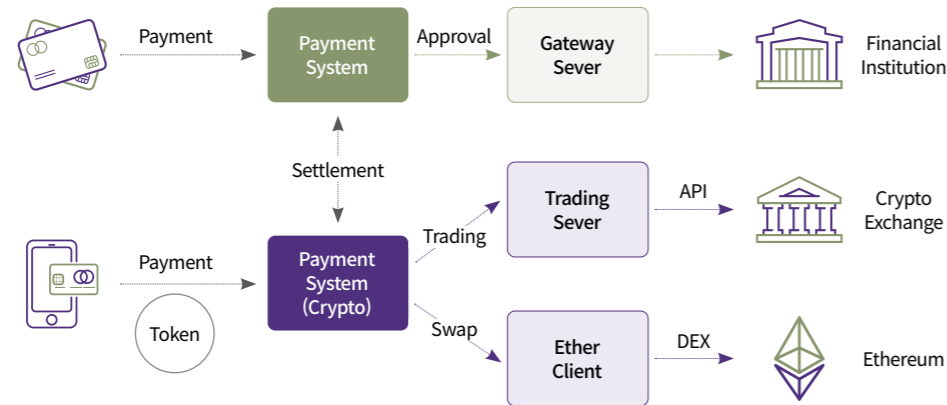 Payment
Payment
System
Approval
Gateway
Sever
Financial
Institution
Settlement
Trading
Sever
API
Crypto
Exchange
Trading
Payment
Token
Payment
System
(Crypto)
Swap
Ether
Client
DEX
Ethereum